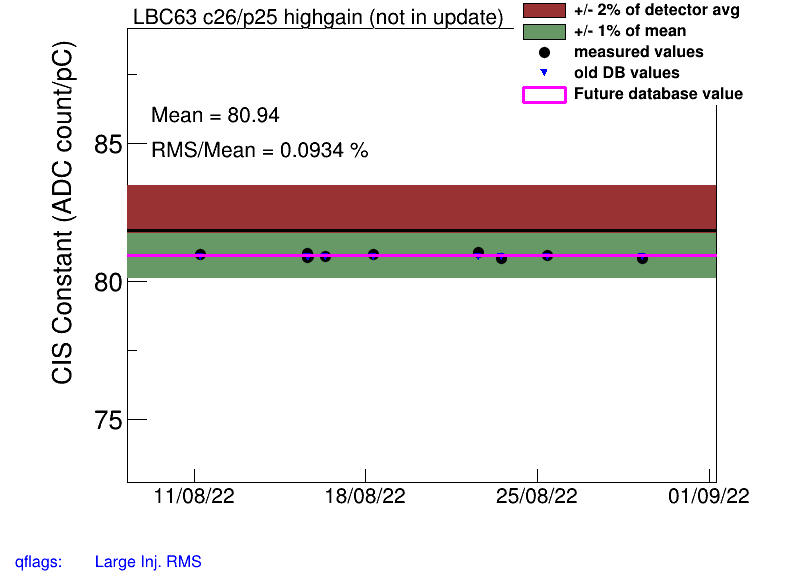 LBC63 c26/p25 highgain (not in update)
+/- 2% of detector avg
+/- 1% of mean
measured values
old DB values
Future database value
Mean = 80.94
RMS/Mean = 0.0934 %
CIS Constant (ADC count/pC)
85
80
75
11/08/22 18/08/22 25/08/22 01/09/22
qflags: Large Inj. RMS